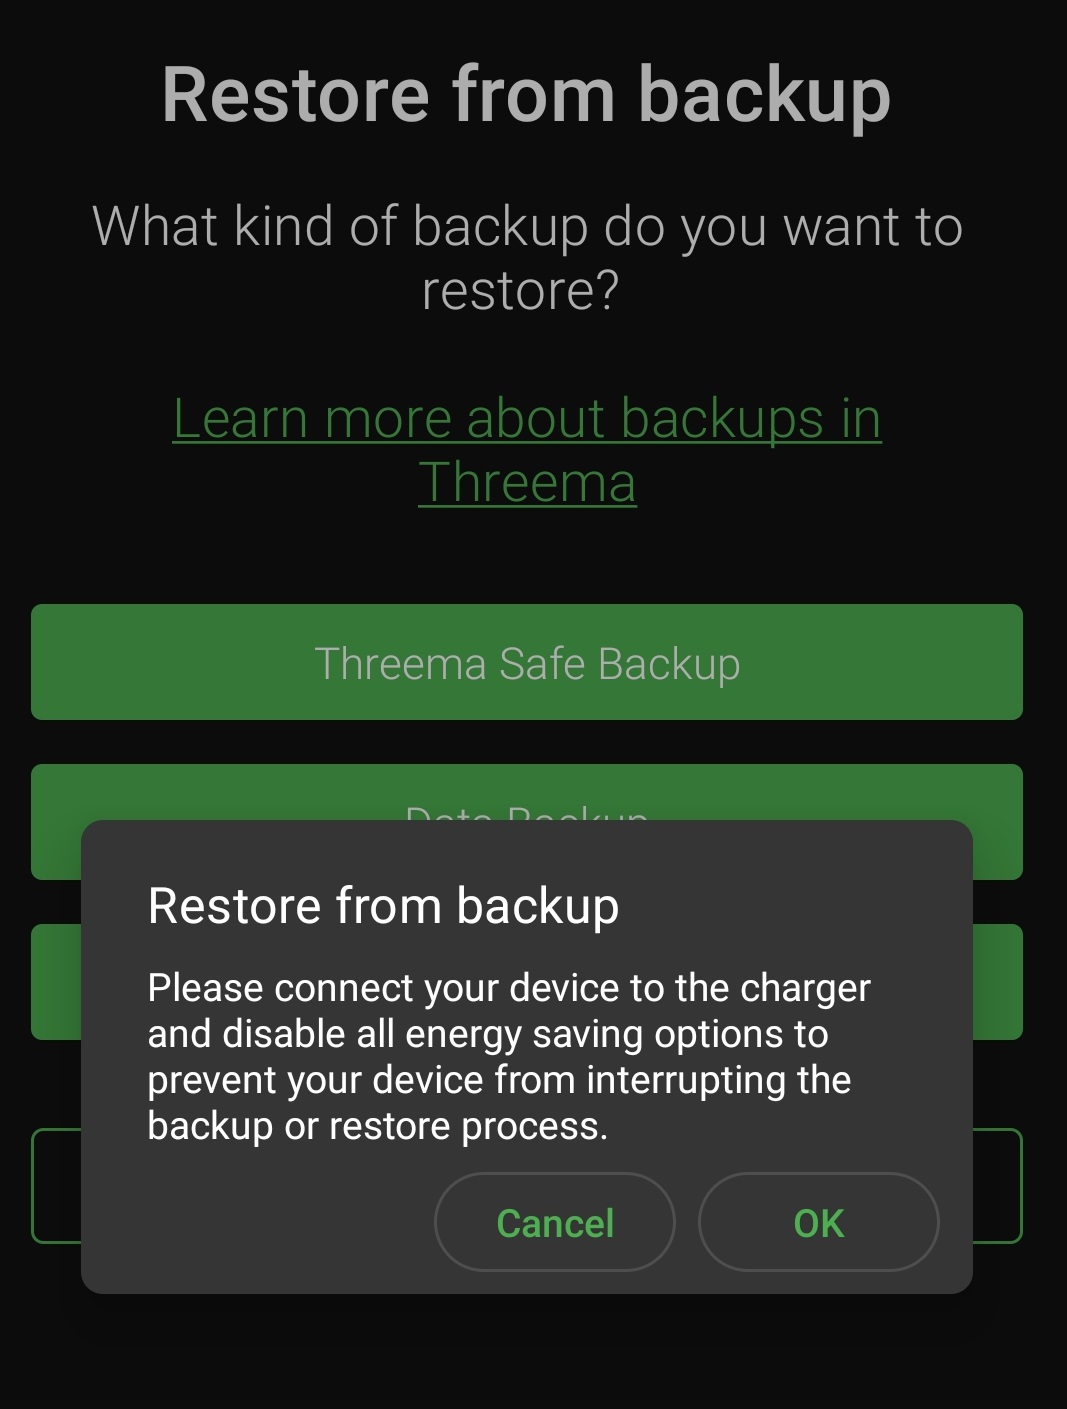 Restore from backup
What kind of backup do you want to
restore?
Learn more about backups in
Threema
Threema Safe Backup
Data Backup
Restore from backup
Please connect your device to the charger
and disable all energy saving options to
prevent your device from interrupting the
backup or restore process.
Cancel
OK